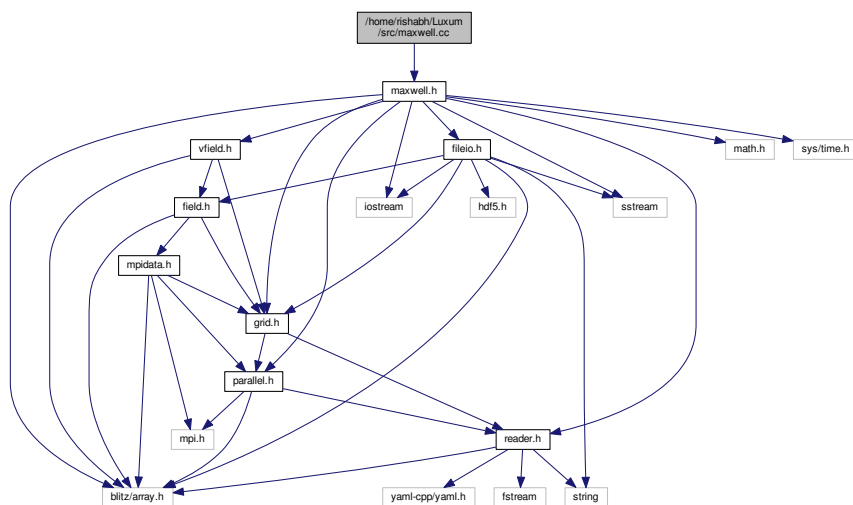 /home/rishabh/Luxum
/src/maxwell.cc
maxwell.h
vfield.h
fileio.h
math.h
sys/time.h
field.h
iostream
hdf5.h
sstream
mpidata.h
grid.h
parallel.h
mpi.h
reader.h
blitz/array.h
yaml-cpp/yaml.h
fstream
string